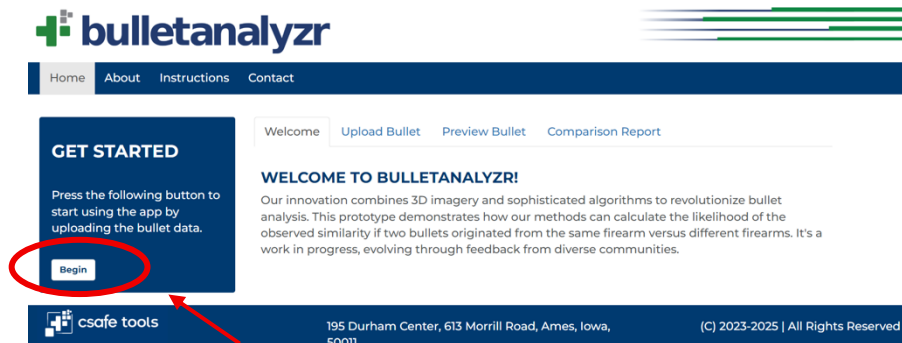 bulletanalyzr
Home About Instructions Contact
GET STARTED
Press the following button to
start using the app by
uploading the bullet data.
Begin
Welcome Upload Bullet Preview Bullet Comparison Report
WELCOME TO BULLETANALYZR!
Our innovation combines 3D imagery and sophisticated algorithms to revolutionize bullet
analysis. This prototype demonstrates how our methods can calculate the likelihood of the
observed similarity if two bullets originated from the same firearm versus different firearms. It's a
work in progress, evolving through feedback from diverse communities.
csafe tools
195 Durham Center, 613 Morrill Road, Ames, Iowa,
50011
(C) 2023-2025 | All Rights Reserved